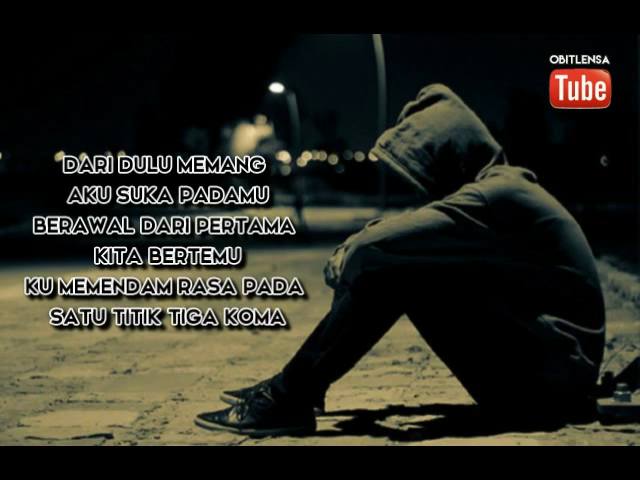 OBITLENSA
Tube
DARI DULU MEMANG
AKU SUKA PADAMU
BERAWAL DARI PERTAMA
KITA BERTEMU
KU MEMENDAM RASA PADA
SATU TITIK TIGA KOMA